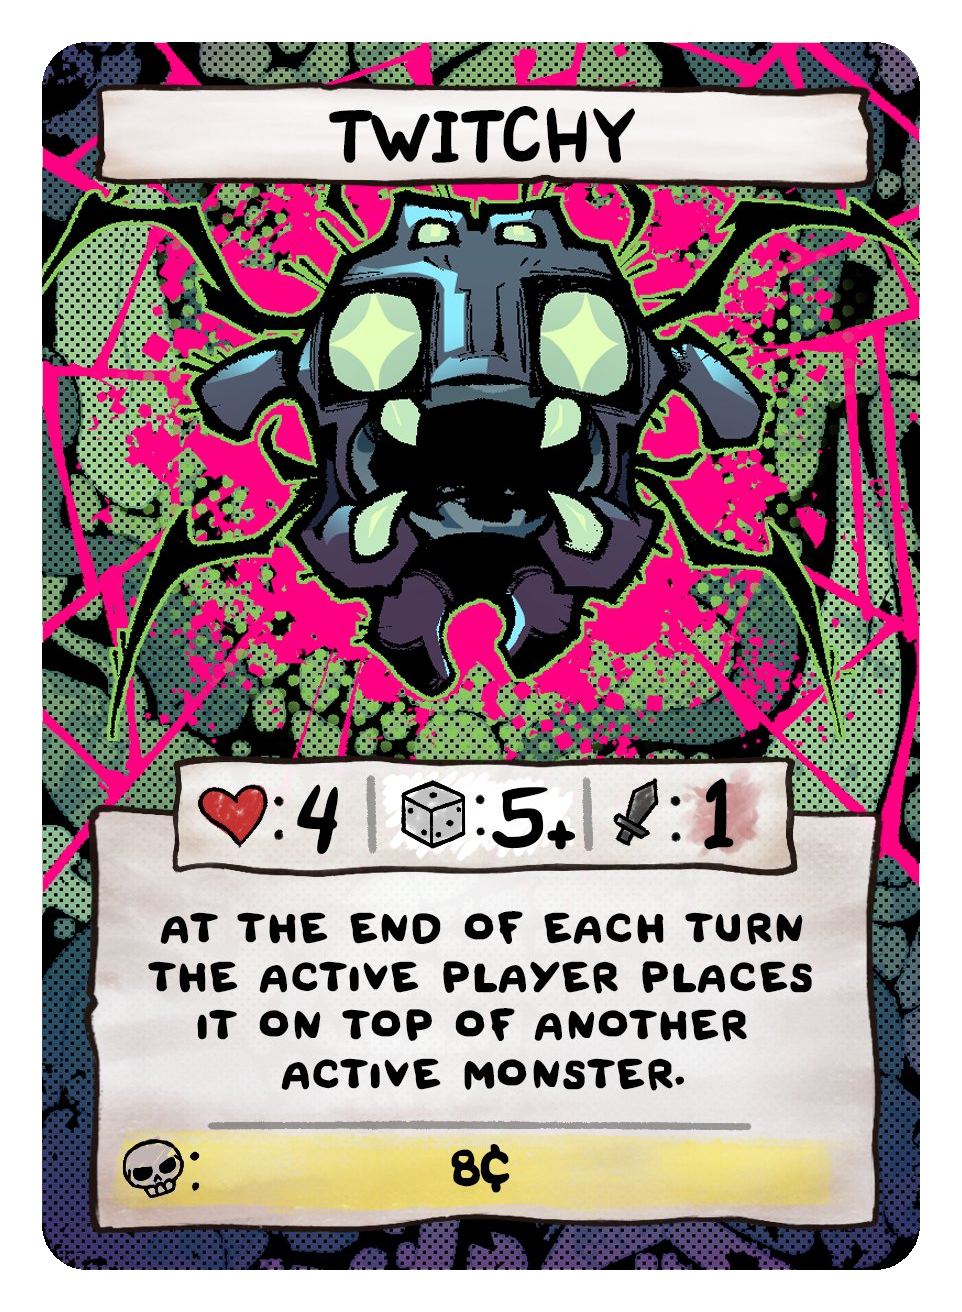 TWITCHY
: 4 | : 5+ | : 1
AT THE END OF EACH TURN
THE ACTIVE PLAYER PLACES
IT ON TOP OF ANOTHER
ACTIVE MONSTER.
: 8¢